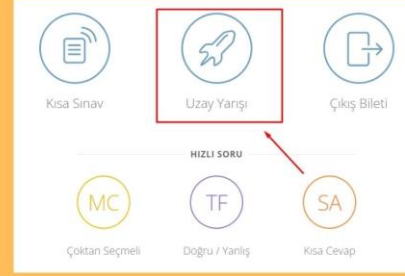 Kısa Sınav
Uzay Yarışı
Çıkış Bileti
HIZLI SORU
MC
TF
SA
Çoktan Seçmeli
Doğru / Yanlış
Kısa Cevap